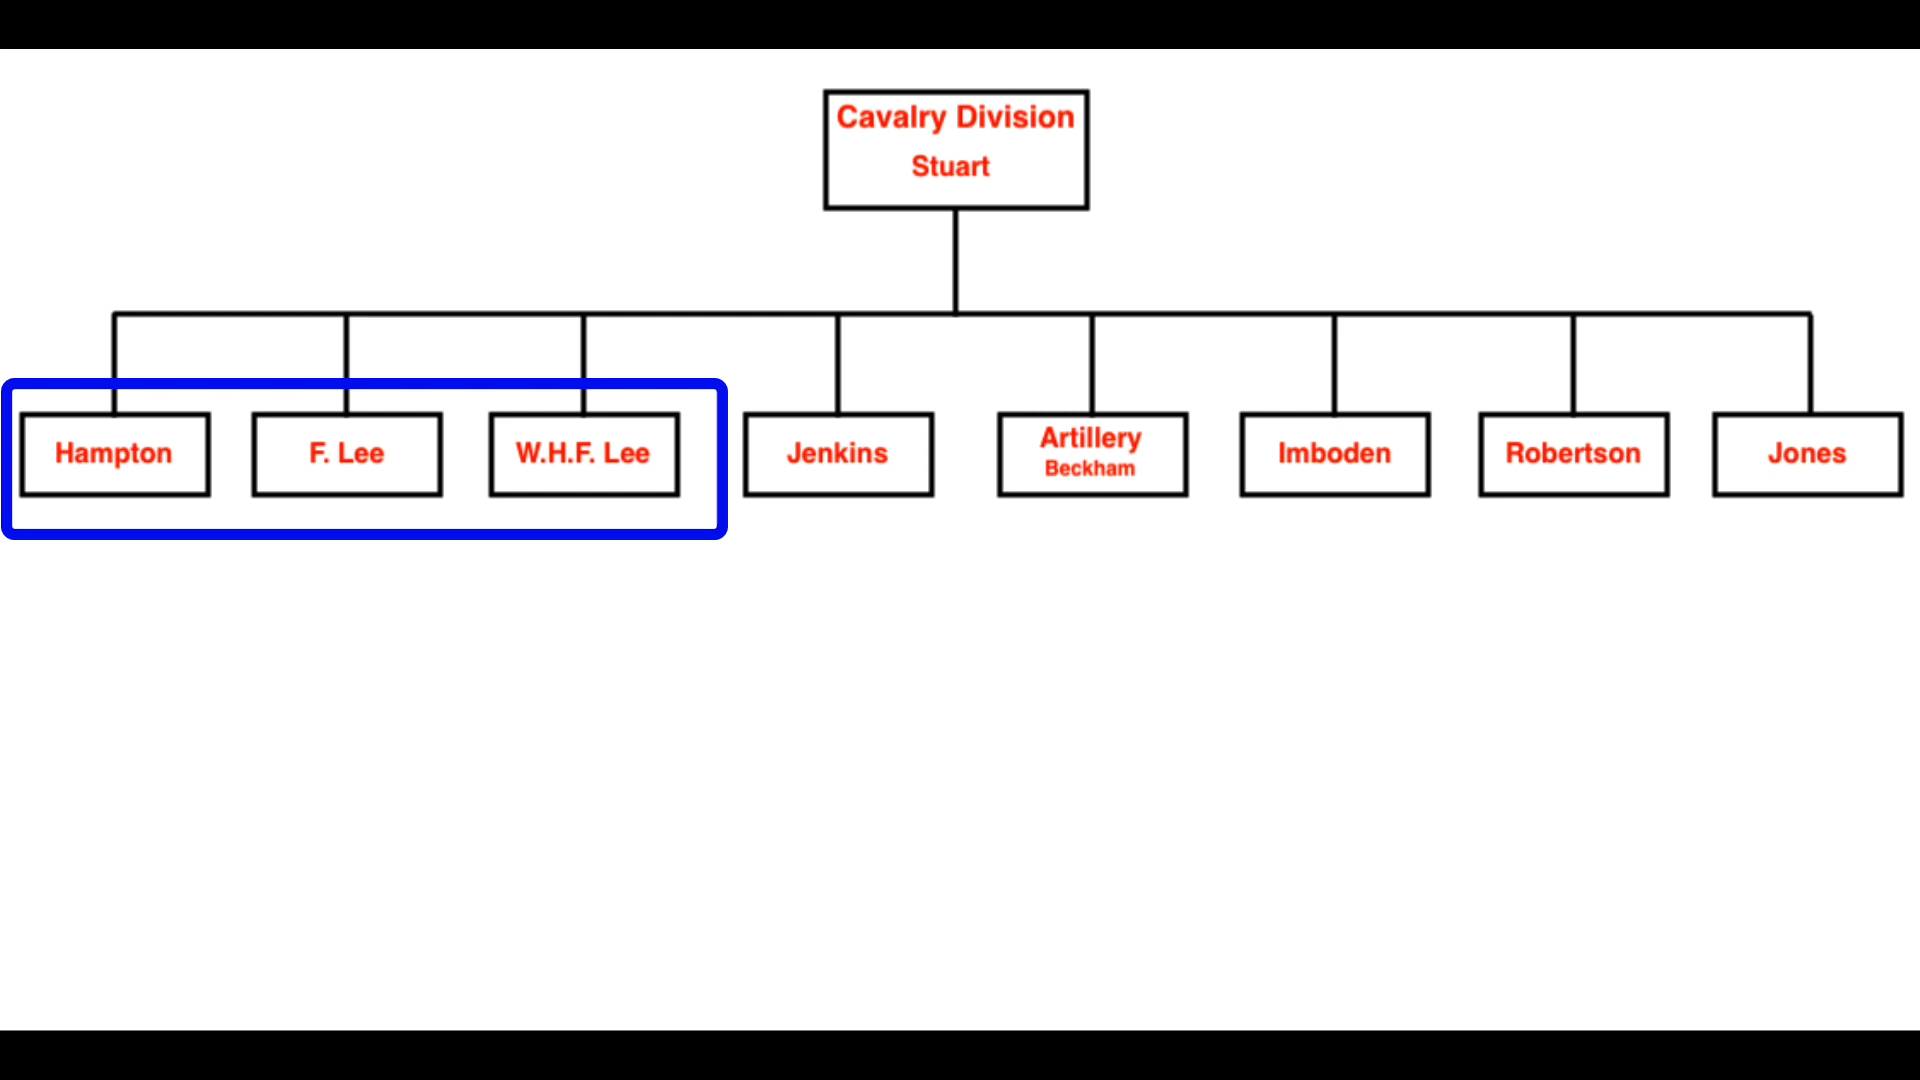 Cavalry Division
Stuart
Hampton
F. Lee
W.H.F. Lee
Jenkins
Artillery
Beckham
Imboden
Robertson
Jones